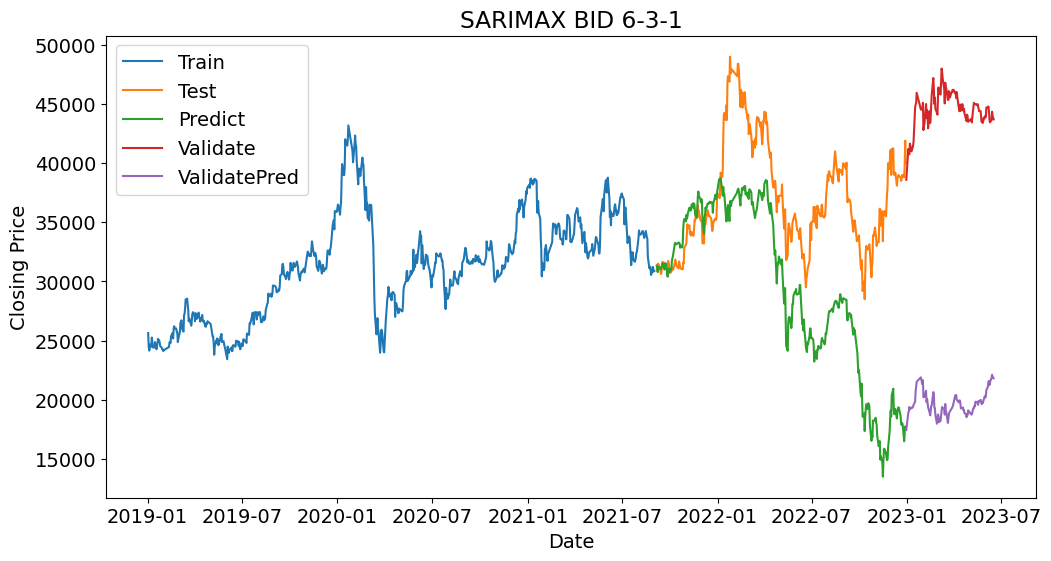 SARIMAX BID 6-3-1
Closing Price
50000
45000
40000
35000
30000
25000
20000
15000
Train
Test
Predict
Validate
ValidatePred
2019-01 2019-07 2020-01 2020-07 2021-01 2021-07 2022-01 2022-07 2023-01 2023-07
Date